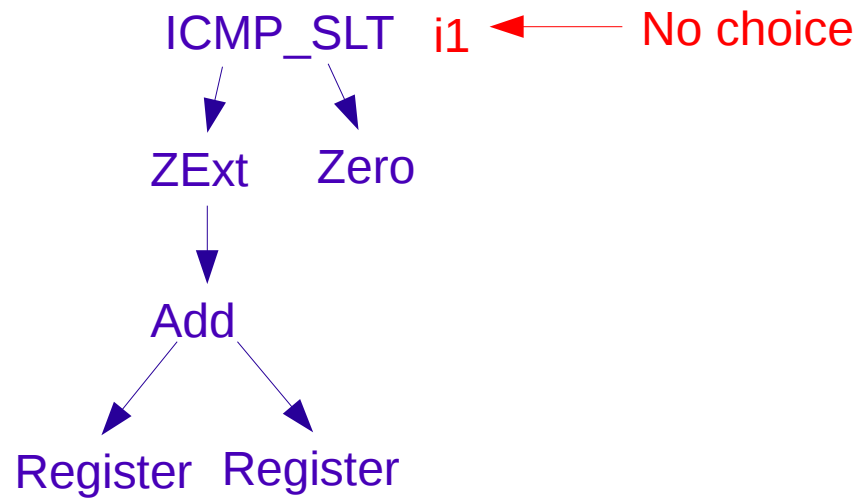 ICMP_SLT i1 No choice
ZExt Zero
Add
Register Register